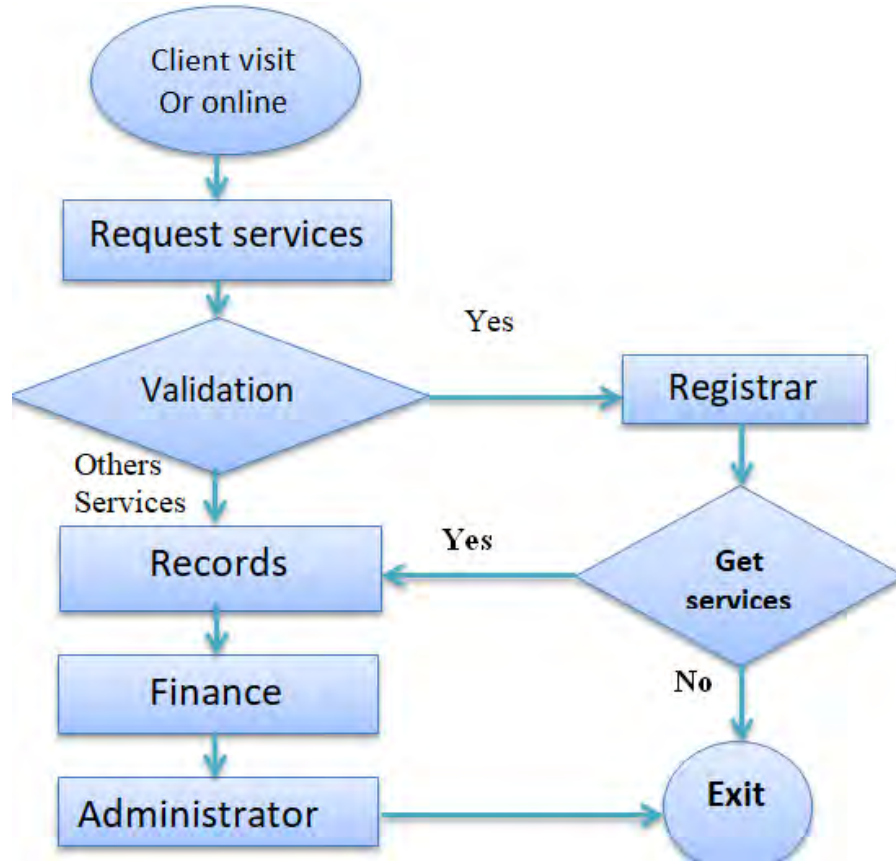 Client visit
Or online
Request services
Yes
Validation
Registrar
Others
Services
Records
Yes
Get
services
Finance
No
Administrator
Exit